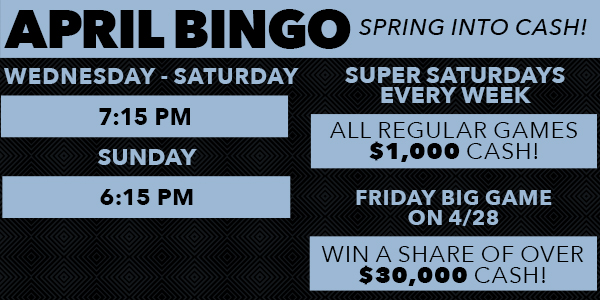 APRIL BINGO SPRING INTO CASH!
WEDNESDAY - SATURDAY
7:15 PM
SUNDAY
6:15 PM
SUPER SATURDAYS
EVERY WEEK
ALL REGULAR GAMES
$1,000 CASH!
FRIDAY BIG GAME
ON 4/28
WIN A SHARE OF OVER
$30,000 CASH!